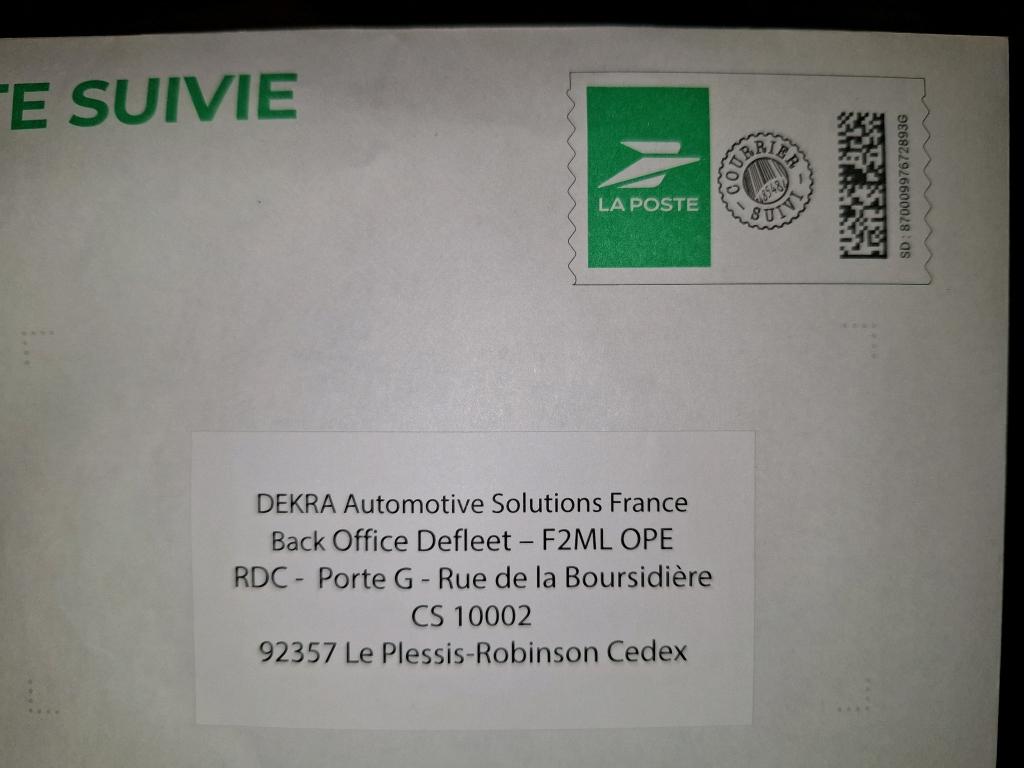 TE SUIVIE
LA POSTE
COURRIER
SUIVI
SD : 87000997672893G
DEKRA Automotive Solutions France
Back Office Defleet – F2ML OPE
RDC - Porte G - Rue de la Boursidière
CS 10002
92357 Le Plessis-Robinson Cedex